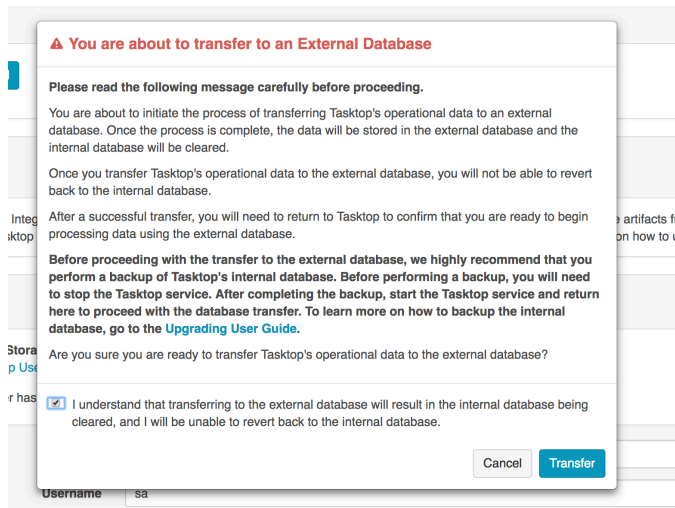 You are about to transfer to an External Database
Please read the following message carefully before proceeding.
You are about to initiate the process of transferring Tasktop's operational data to an external
database. Once the process is complete, the data will be stored in the external database and the
internal database will be cleared.
Once you transfer Tasktop's operational data to the external database, you will not be able to revert
back to the internal database.
After a successful transfer, you will need to return to Tasktop to confirm that you are ready to begin
processing data using the external database.
Before proceeding with the transfer to the external database, we highly recommend that you
perform a backup of Tasktop's internal database. Before performing a backup, you will need
to stop the Tasktop service. After completing the backup, start the Tasktop service and return
here to proceed with the database transfer. To learn more on how to backup the internal
database, go to the Upgrading User Guide.
Are you sure you are ready to transfer Tasktop's operational data to the external database?
I understand that transferring to the external database will result in the internal database being
cleared, and I will be unable to revert back to the internal database.
Cancel Transfer
Integ
e artifacts f
sktop
on how to u
Stora
p Use
r has
Username sa